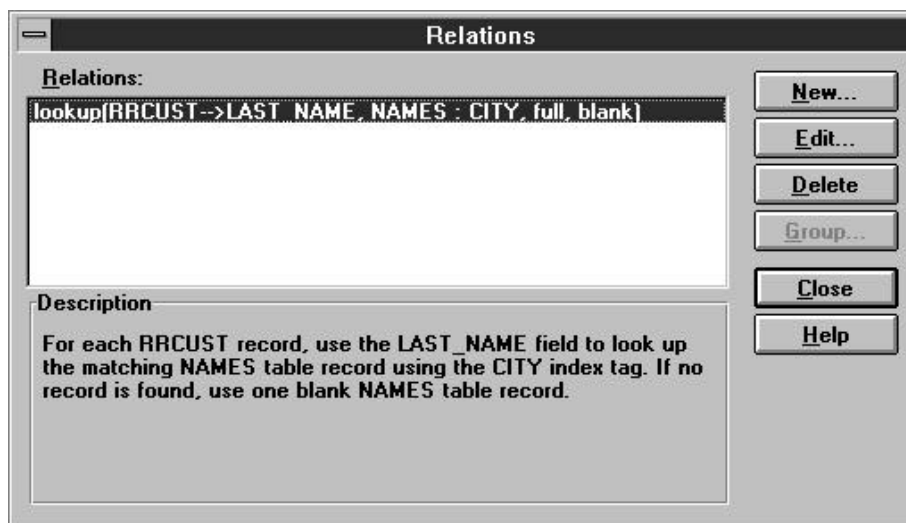 Relations
Relations:
lookup(RRCUST-->LAST_NAME, NAMES : CITY, full, blank)
New...
Edit...
Delete
Group...
Close
Help
Description
For each RRCUST record, use the LAST_NAME field to look up
the matching NAMES table record using the CITY index tag. If no
record is found, use one blank NAMES table record.